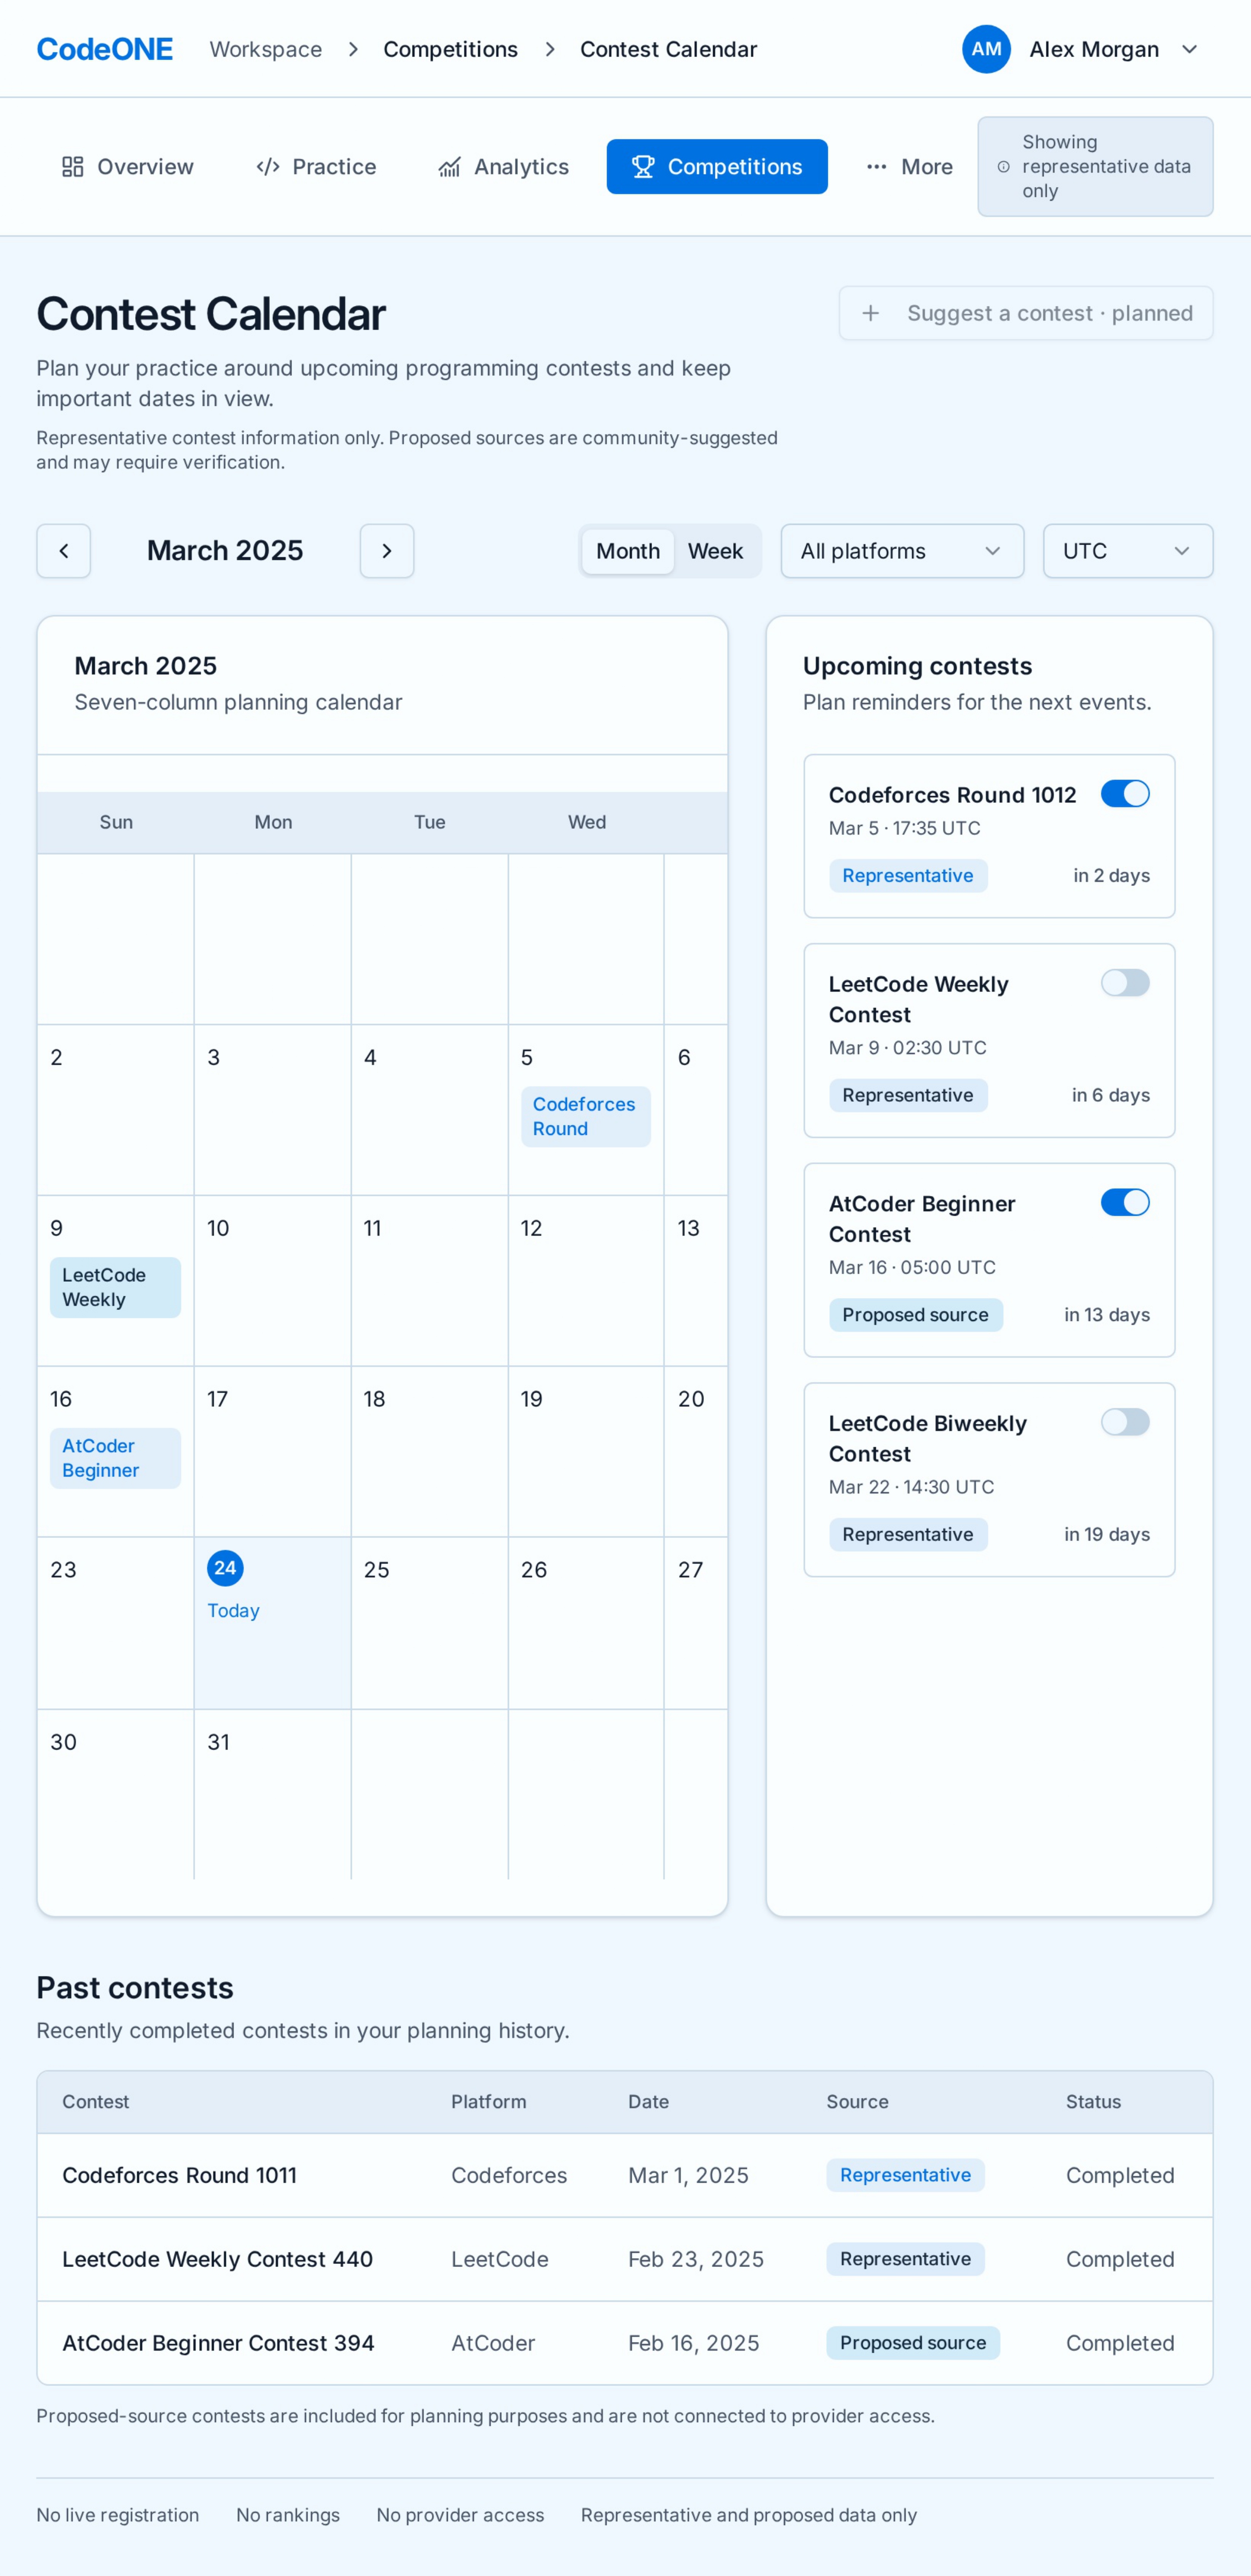 CodeONE
Workspace
Competitions
Contest Calendar
AM
Alex Morgan
Overview
Practice
Analytics
Competitions
More
Showing
representative data
only
Contest Calendar
Suggest a contest · planned
Plan your practice around upcoming programming contests and keep
important dates in view.
Representative contest information only. Proposed sources are community-suggested
and may require verification.
March 2025
Month
Week
All platforms
UTC
March 2025
Seven-column planning calendar
Sun
Mon
Tue
Wed
2
3
4
5
6
Codeforces
Round
9
10
11
12
13
LeetCode
Weekly
16
17
18
19
20
AtCoder
Beginner
23
24
25
26
27
Today
30
31
Upcoming contests
Plan reminders for the next events.
Codeforces Round 1012
Mar 5 · 17:35 UTC
Representative
in 2 days
LeetCode Weekly
Contest
Mar 9 · 02:30 UTC
Representative
in 6 days
AtCoder Beginner
Contest
Mar 16 · 05:00 UTC
Proposed source
in 13 days
LeetCode Biweekly
Contest
Mar 22 · 14:30 UTC
Representative
in 19 days
Past contests
Recently completed contests in your planning history.
Contest
Platform
Date
Source
Status
Codeforces Round 1011
Codeforces
Mar 1, 2025
Representative
Completed
LeetCode Weekly Contest 440
LeetCode
Feb 23, 2025
Representative
Completed
AtCoder Beginner Contest 394
AtCoder
Feb 16, 2025
Proposed source
Completed
Proposed-source contests are included for planning purposes and are not connected to provider access.
No live registration
No rankings
No provider access
Representative and proposed data only